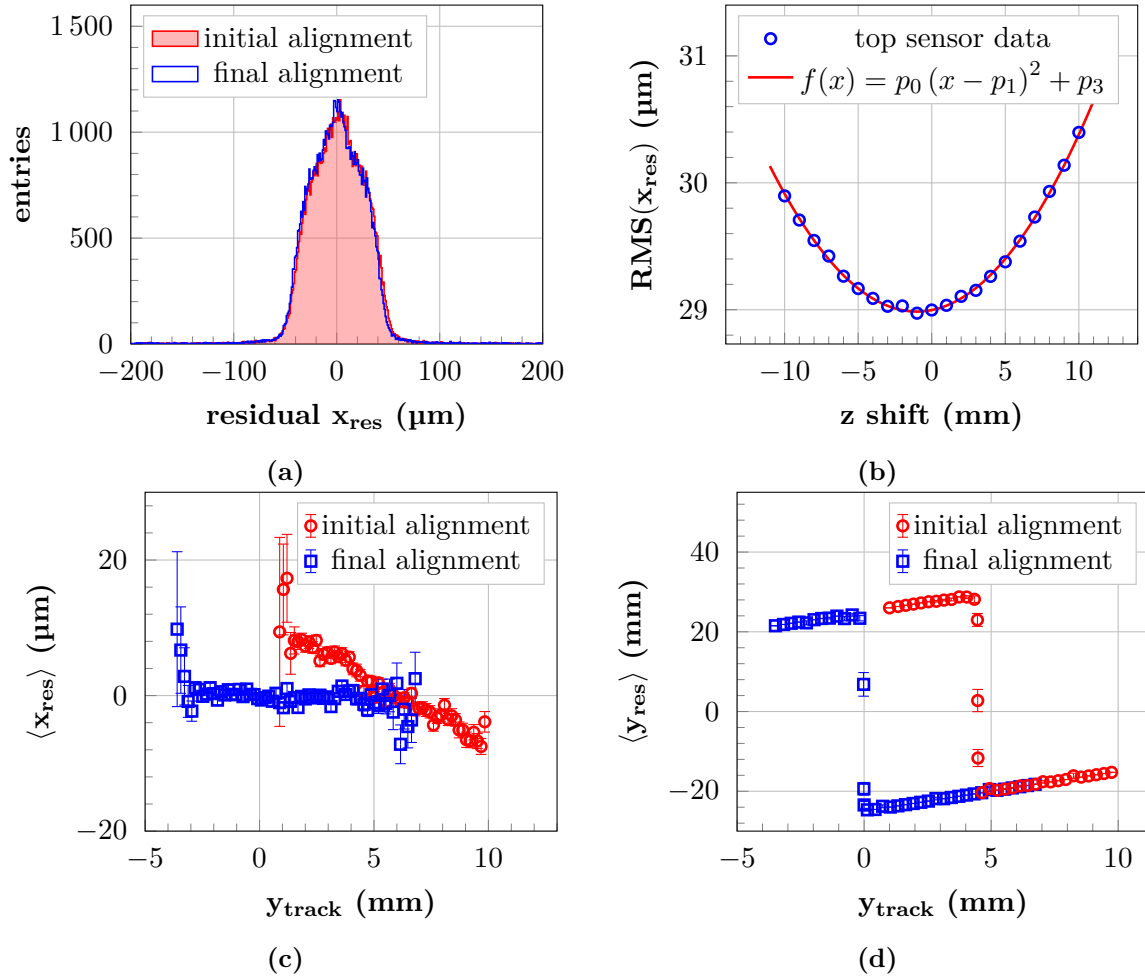 1 500
1 000
500
0
−200
−100
0
100
200
entries
residual x_res (µm)
initial alignment
final alignment
(a)
31
30
29
−10
−5
0
5
10
RMS(x_res) (µm)
z shift (mm)
top sensor data
f(x) = p_0 (x − p_1)^2 + p_3
(b)
20
0
−20
−5
0
5
10
⟨x_res⟩ (µm)
y_track (mm)
initial alignment
final alignment
(c)
40
20
0
−20
−5
0
5
10
⟨y_res⟩ (mm)
y_track (mm)
initial alignment
final alignment
(d)